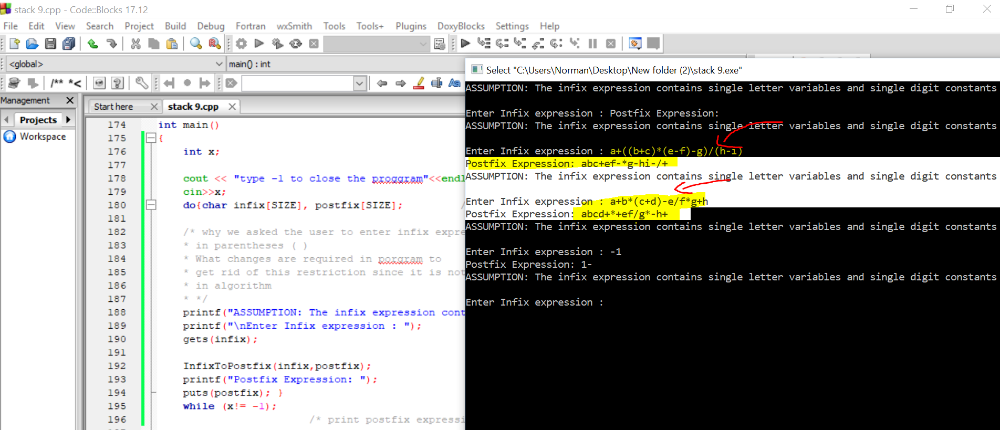 stack 9.cpp - Code::Blocks 17.12
File Edit View Search Project Build Debug Fortran wxSmith Tools Tools+ Plugins DoxyBlocks Settings Help
<global>
main() : int
/** *<
Management
Projects
Workspace
Start here
stack 9.cpp
174 int main()
175 {
176 int x;
177
178 cout << "type -1 to close the proggram"<<endl
179 cin>>x;
180 do{char infix[SIZE], postfix[SIZE]; /
181
182 /* why we asked the user to enter infix expre
183 * in parentheses ( )
184 * What changes are required in porgram to
185 * get rid of this restriction since it is not
186 * in algorithm
187 * */
188 printf("ASSUMPTION: The infix expression cont
189 printf("\nEnter Infix expression : ");
190 gets(infix);
191
192 InfixToPostfix(infix,postfix);
193 printf("Postfix Expression: ");
194 puts(postfix); }
195 while (x!= -1);
196 /* print postfix expressi
Select "C:\Users\Norman\Desktop\New folder (2)\stack 9.exe"
ASSUMPTION: The infix expression contains single letter variables and single digit constants
Enter Infix expression : Postfix Expression:
ASSUMPTION: The infix expression contains single letter variables and single digit constants
Enter Infix expression : a+((b+c)*(e-f)-g)/(h-i)
Postfix Expression: abc+ef-*g-hi-/+
ASSUMPTION: The infix expression contains single letter variables and single digit constants
Enter Infix expression : a+b*(c+d)-e/f*g+h
Postfix Expression: abcd+*+ef/g*-h+
ASSUMPTION: The infix expression contains single letter variables and single digit constants
Enter Infix expression : -1
Postfix Expression: 1-
ASSUMPTION: The infix expression contains single letter variables and single digit constants
Enter Infix expression :